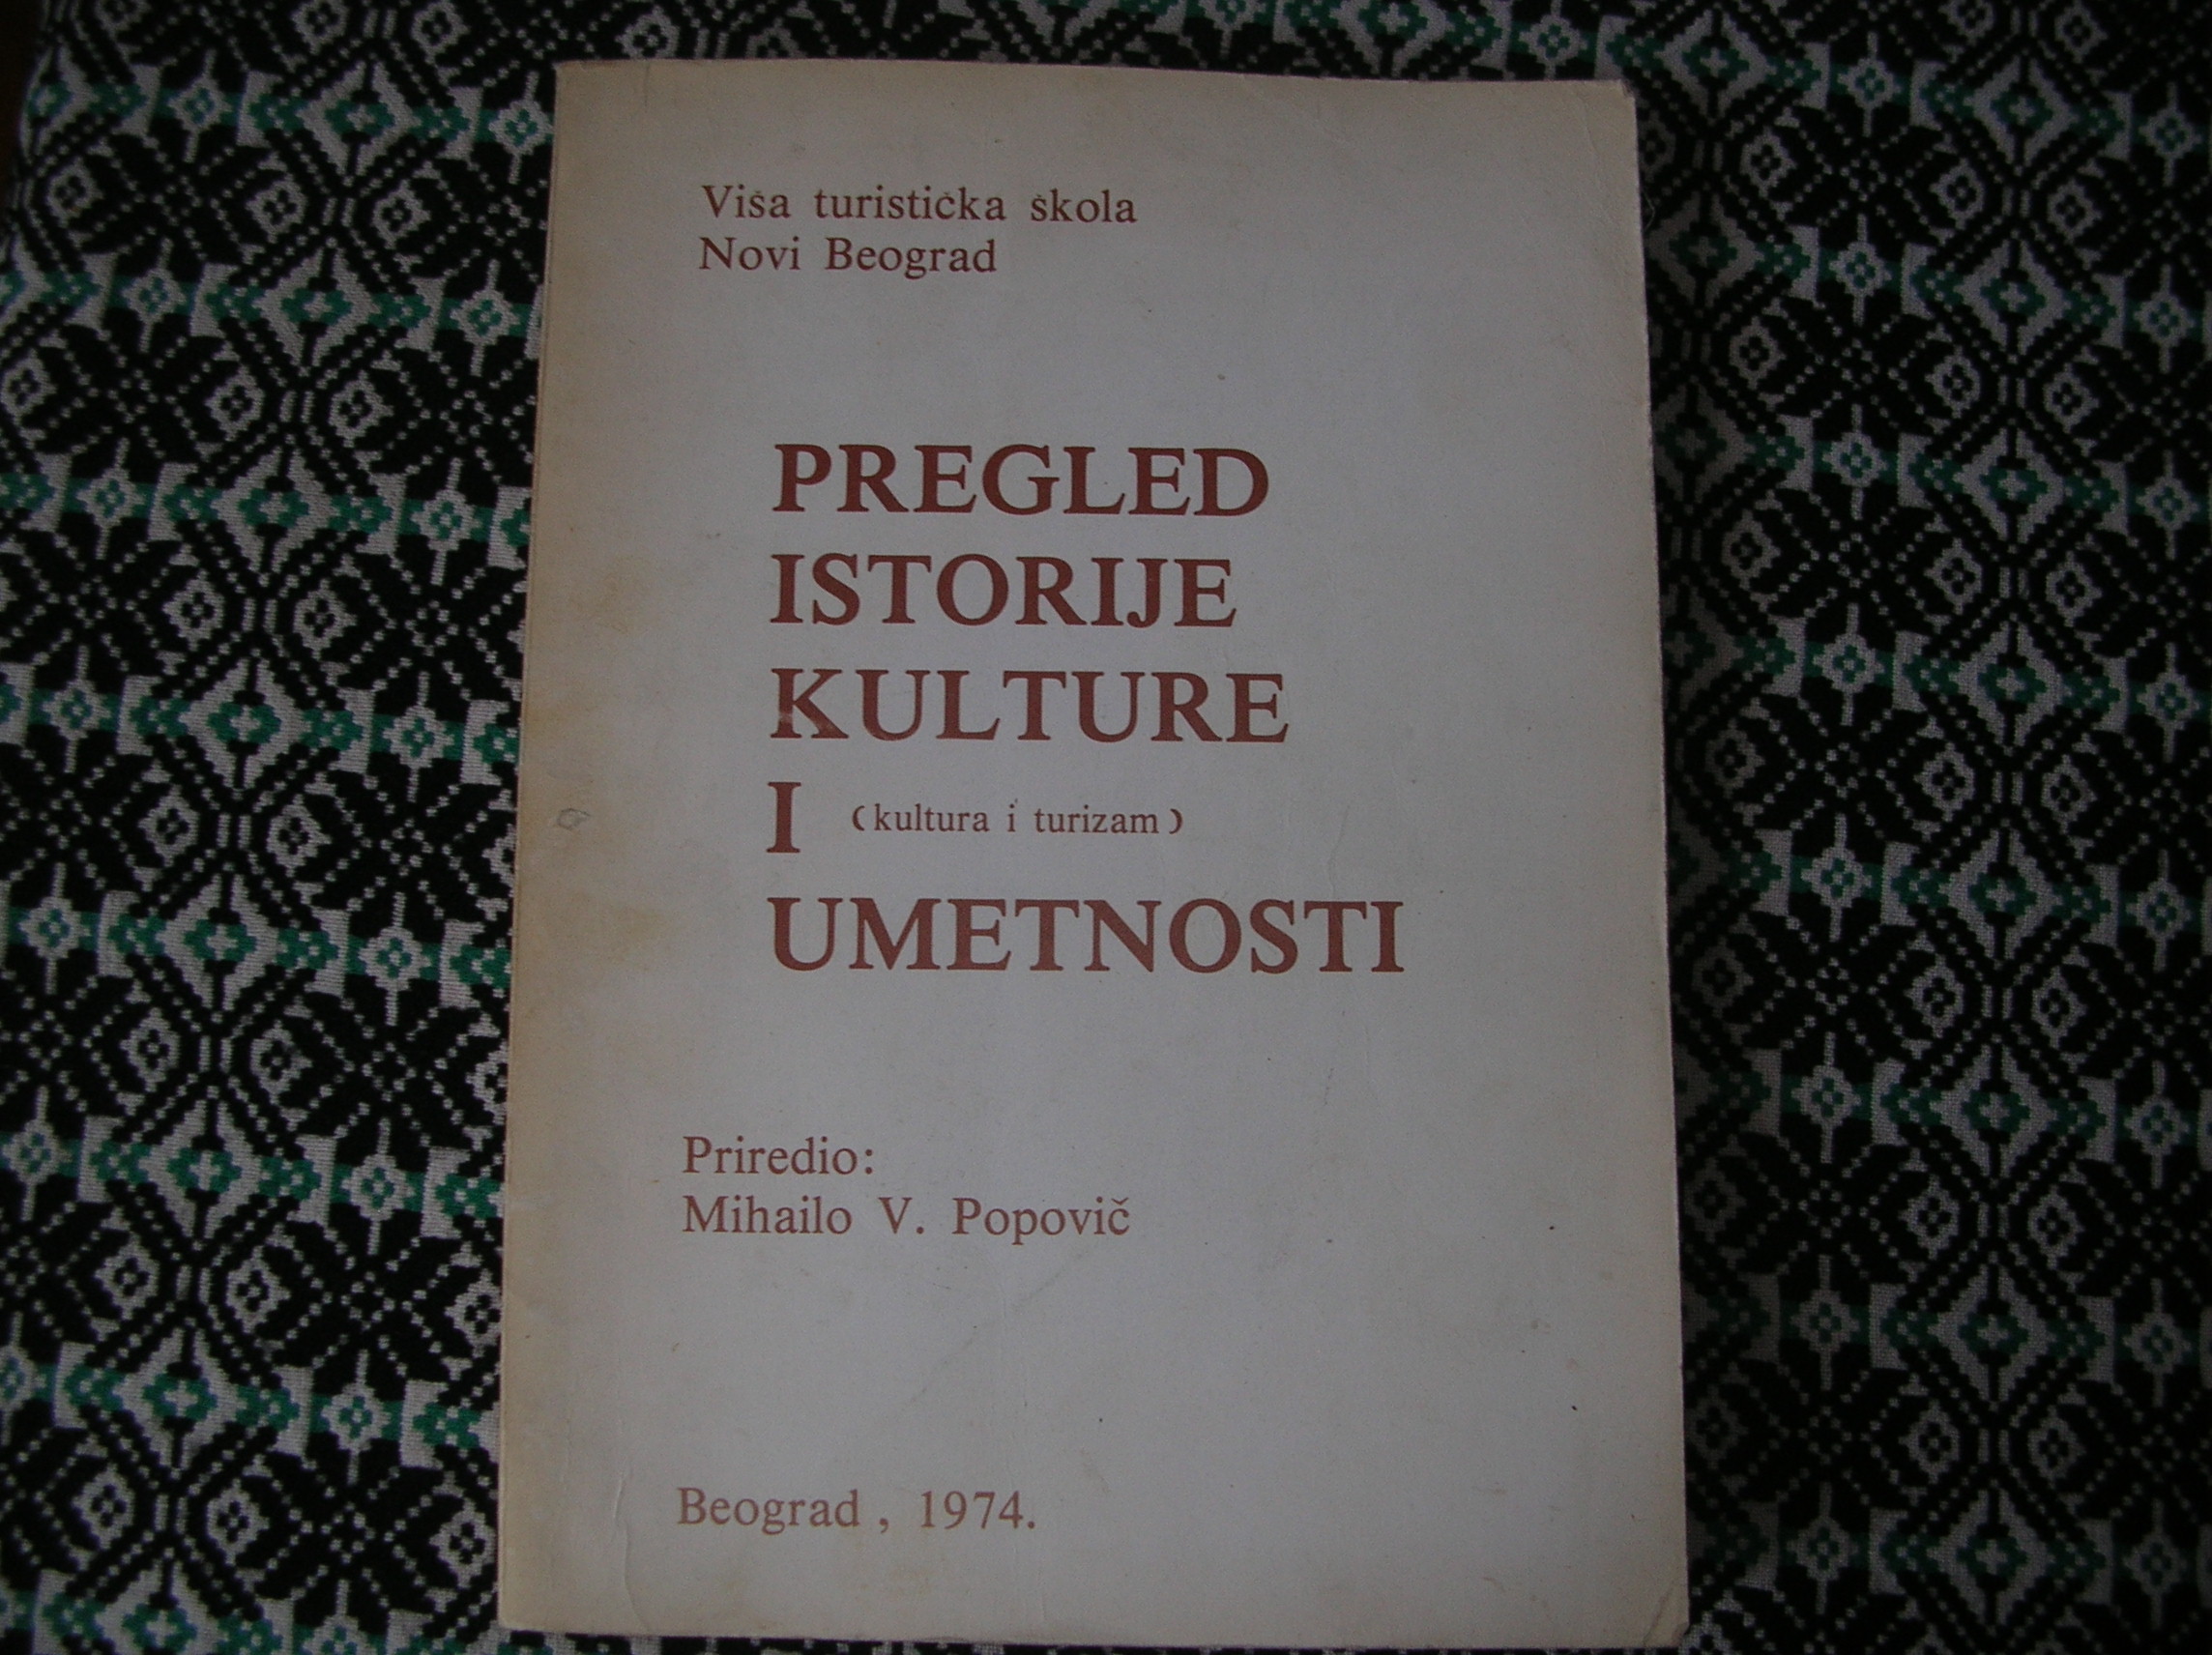 Viša turistička škola
Novi Beograd
PREGLED
ISTORIJE
KULTURE
I (kultura i turizam)
UMETNOSTI
Priredio:
Mihailo V. Popovič
Beograd, 1974.